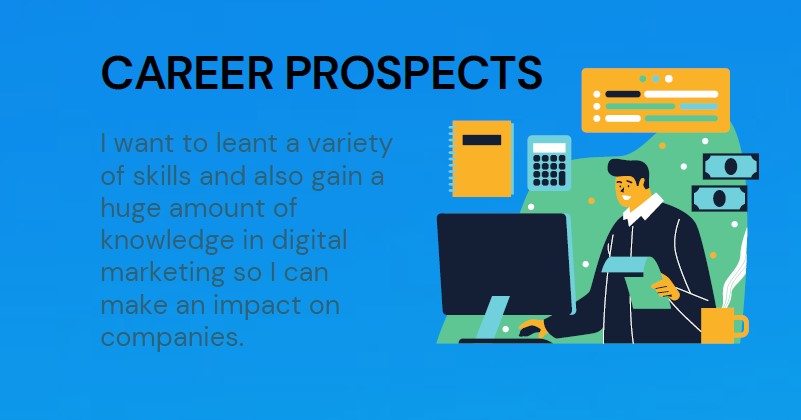 CAREER PROSPECTS
I want to leant a variety
of skills and also gain a
huge amount of
knowledge in digital
marketing so I can
make an impact on
companies.